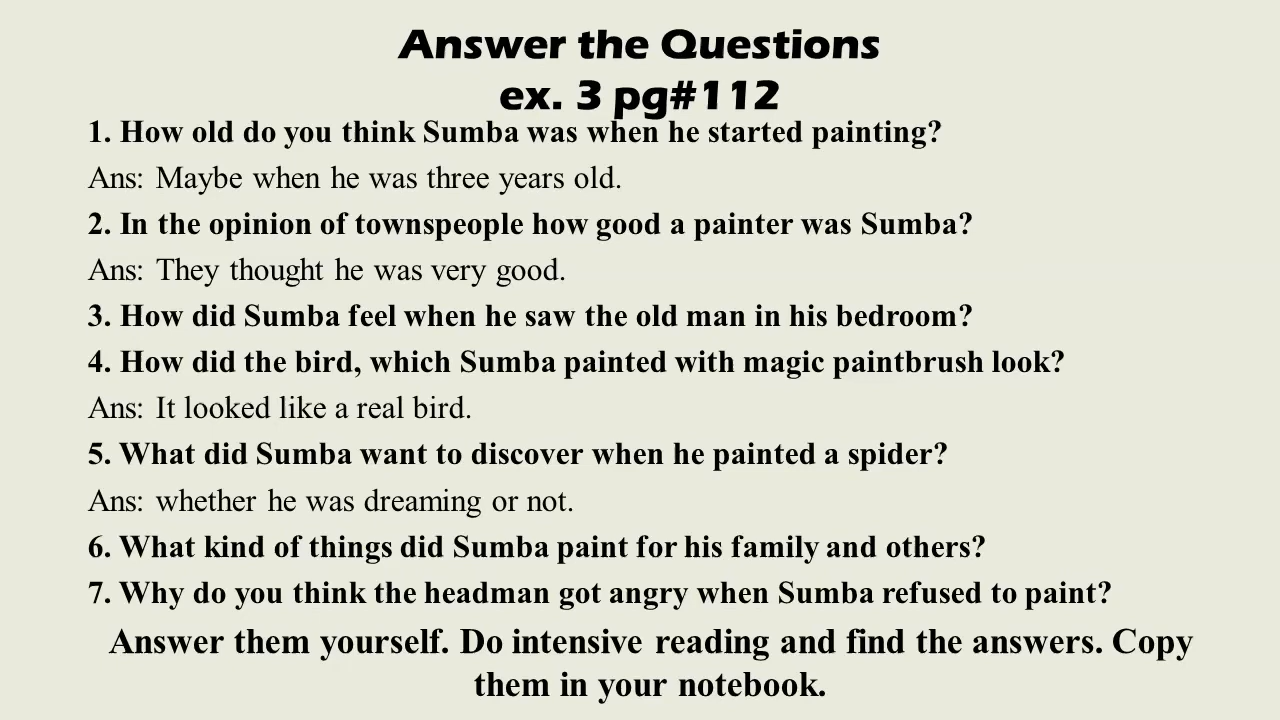 Answer the Questions
ex. 3 pg#112
1. How old do you think Sumba was when he started painting?
Ans: Maybe when he was three years old.
2. In the opinion of townspeople how good a painter was Sumba?
Ans: They thought he was very good.
3. How did Sumba feel when he saw the old man in his bedroom?
4. How did the bird, which Sumba painted with magic paintbrush look?
Ans: It looked like a real bird.
5. What did Sumba want to discover when he painted a spider?
Ans: whether he was dreaming or not.
6. What kind of things did Sumba paint for his family and others?
7. Why do you think the headman got angry when Sumba refused to paint?
Answer them yourself. Do intensive reading and find the answers. Copy
them in your notebook.